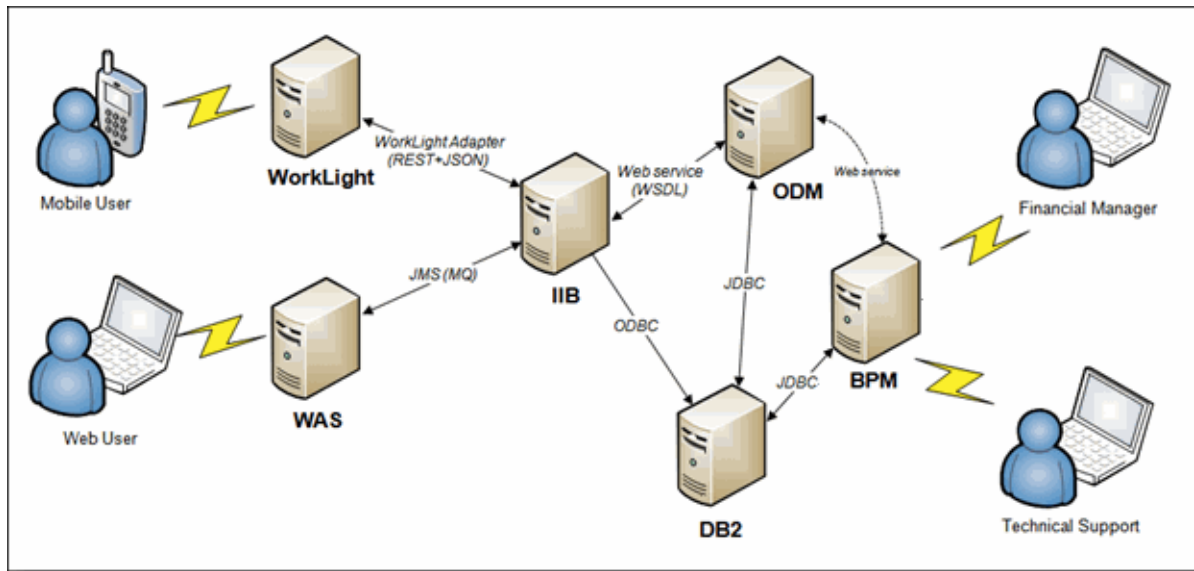 Mobile User
WorkLight
WorkLight Adapter
(REST+JSON)
Web service
(WSDL)
ODM
Web service
Financial Manager
IIB
JMS (MQ)
JDBC
ODBC
BPM
JDBC
WAS
Web User
DB2
Technical Support